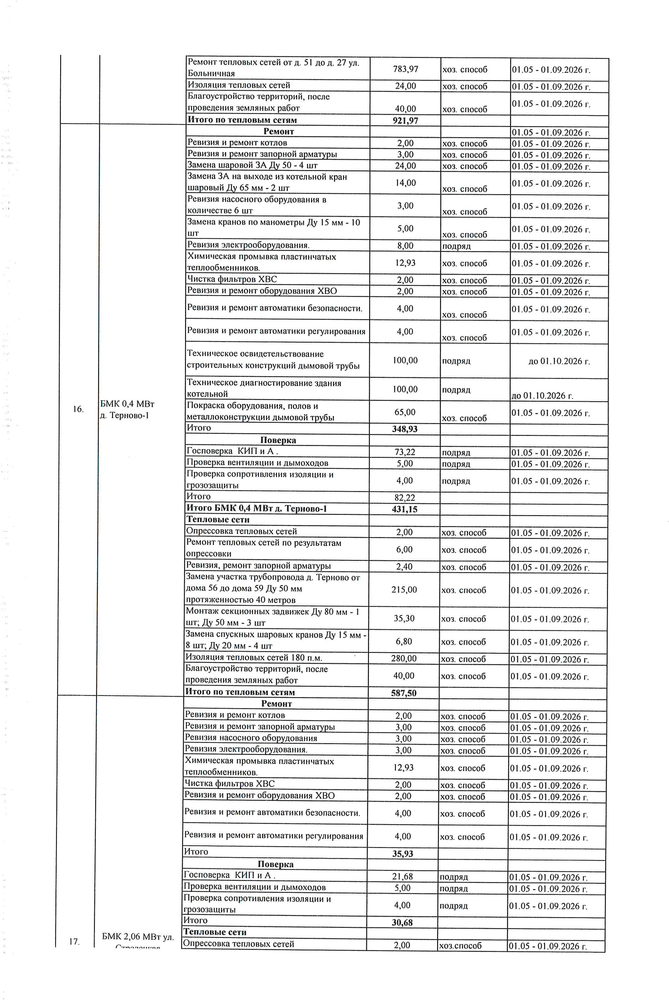 Ремонт тепловых сетей от д. 51 до д. 27 ул.
Больничная 783,97 хоз. способ 01.05 - 01.09.2026 г.
Изоляция тепловых сетей 24,00 хоз. способ 01.05 - 01.09.2026 г.
Благоустройство территорий, после
проведения земляных работ 40,00 хоз. способ 01.05 - 01.09.2026 г.
Итого по тепловым сетям 921,97
16. БМК 0,4 МВт
д. Терново-1
Ремонт 01.05 - 01.09.2026 г.
Ревизия и ремонт котлов 2,00 хоз. способ 01.05 - 01.09.2026 г.
Ревизия и ремонт запорной арматуры 3,00 хоз. способ 01.05 - 01.09.2026 г.
Замена шаровой ЗА Ду 50 - 4 шт 24,00 хоз. способ 01.05 - 01.09.2026 г.
Замена ЗА на выходе из котельной кран
шаровый Ду 65 мм - 2 шт 14,00 хоз. способ 01.05 - 01.09.2026 г.
Ревизия насосного оборудования в
количестве 6 шт 3,00 хоз. способ 01.05 - 01.09.2026 г.
Замена кранов по манометры Ду 15 мм - 10
шт 5,00 хоз. способ 01.05 - 01.09.2026 г.
Ревизия электрооборудования. 8,00 подряд 01.05 - 01.09.2026 г.
Химическая промывка пластинчатых
теплообменников. 12,93 хоз. способ 01.05 - 01.09.2026 г.
Чистка фильтров ХВС 2,00 хоз. способ 01.05 - 01.09.2026 г.
Ревизия и ремонт оборудования ХВО 2,00 хоз. способ 01.05 - 01.09.2026 г.
Ревизия и ремонт автоматики безопасности. 4,00 хоз. способ 01.05 - 01.09.2026 г.
Ревизия и ремонт автоматики регулирования 4,00 хоз. способ 01.05 - 01.09.2026 г.
Техническое освидетельствование
строительных конструкций дымовой трубы 100,00 подряд до 01.10.2026 г.
Техническое диагностирование здания
котельной 100,00 подряд до 01.10.2026 г.
Покраска оборудования, полов и
металлоконструкции дымовой трубы 65,00 хоз. способ 01.05 - 01.09.2026 г.
Итого 348,93
Поверка
Госповерка КИП и А . 73,22 подряд 01.05 - 01.09.2026 г.
Проверка вентиляции и дымоходов 5,00 подряд 01.05 - 01.09.2026 г.
Проверка сопротивления изоляции и
грозозащиты 4,00 подряд 01.05 - 01.09.2026 г.
Итого 82,22
Итого БМК 0,4 МВт д. Терново-1 431,15
Тепловые сети
Опрессовка тепловых сетей 2,00 хоз. способ 01.05 - 01.09.2026 г.
Ремонт тепловых сетей по результатам
опрессовки 6,00 хоз. способ 01.05 - 01.09.2026 г.
Ревизия, ремонт запорной арматуры 2,40 хоз. способ 01.05 - 01.09.2026 г.
Замена участка трубопровода д. Терново от
дома 56 до дома 59 Ду 50 мм
протяженностью 40 метров 215,00 хоз. способ 01.05 - 01.09.2026 г.
Монтаж секционных задвижек Ду 80 мм - 1
шт; Ду 50 мм - 3 шт 35,30 хоз. способ 01.05 - 01.09.2026 г.
Замена спускных шаровых кранов Ду 15 мм -
8 шт; Ду 20 мм - 4 шт 6,80 хоз. способ 01.05 - 01.09.2026 г.
Изоляция тепловых сетей 180 п.м. 280,00 хоз. способ 01.05 - 01.09.2026 г.
Благоустройство территорий, после
проведения земляных работ 40,00 хоз. способ 01.05 - 01.09.2026 г.
Итого по тепловым сетям 587,50
Ремонт
Ревизия и ремонт котлов 2,00 хоз. способ 01.05 - 01.09.2026 г.
Ревизия и ремонт запорной арматуры 3,00 хоз. способ 01.05 - 01.09.2026 г.
Ревизия насосного оборудования 3,00 хоз. способ 01.05 - 01.09.2026 г.
Ревизия электрооборудования. 3,00 хоз. способ 01.05 - 01.09.2026 г.
Химическая промывка пластинчатых
теплообменников. 12,93 хоз. способ 01.05 - 01.09.2026 г.
Чистка фильтров ХВС 2,00 хоз. способ 01.05 - 01.09.2026 г.
Ревизия и ремонт оборудования ХВО 2,00 хоз. способ 01.05 - 01.09.2026 г.
Ревизия и ремонт автоматики безопасности. 4,00 хоз. способ 01.05 - 01.09.2026 г.
Ревизия и ремонт автоматики регулирования 4,00 хоз. способ 01.05 - 01.09.2026 г.
Итого 35,93
Поверка
Госповерка КИП и А . 21,68 подряд 01.05 - 01.09.2026 г.
Проверка вентиляции и дымоходов 5,00 подряд 01.05 - 01.09.2026 г.
Проверка сопротивления изоляции и
грозозащиты 4,00 подряд 01.05 - 01.09.2026 г.
Итого 30,68
Тепловые сети
17. БМК 2,06 МВт ул.
Опрессовка тепловых сетей 2,00 хоз.способ 01.05 - 01.09.2026 г.